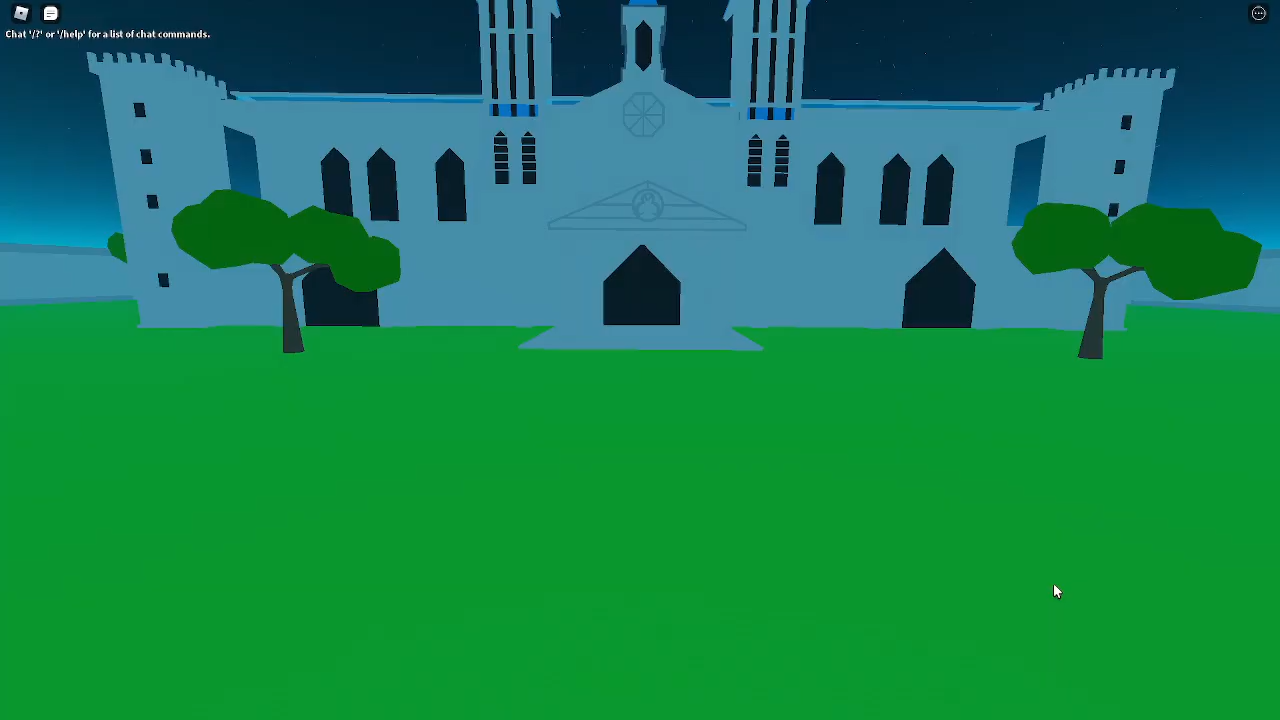 Chat '/?' or '/help' for a list of chat commands.